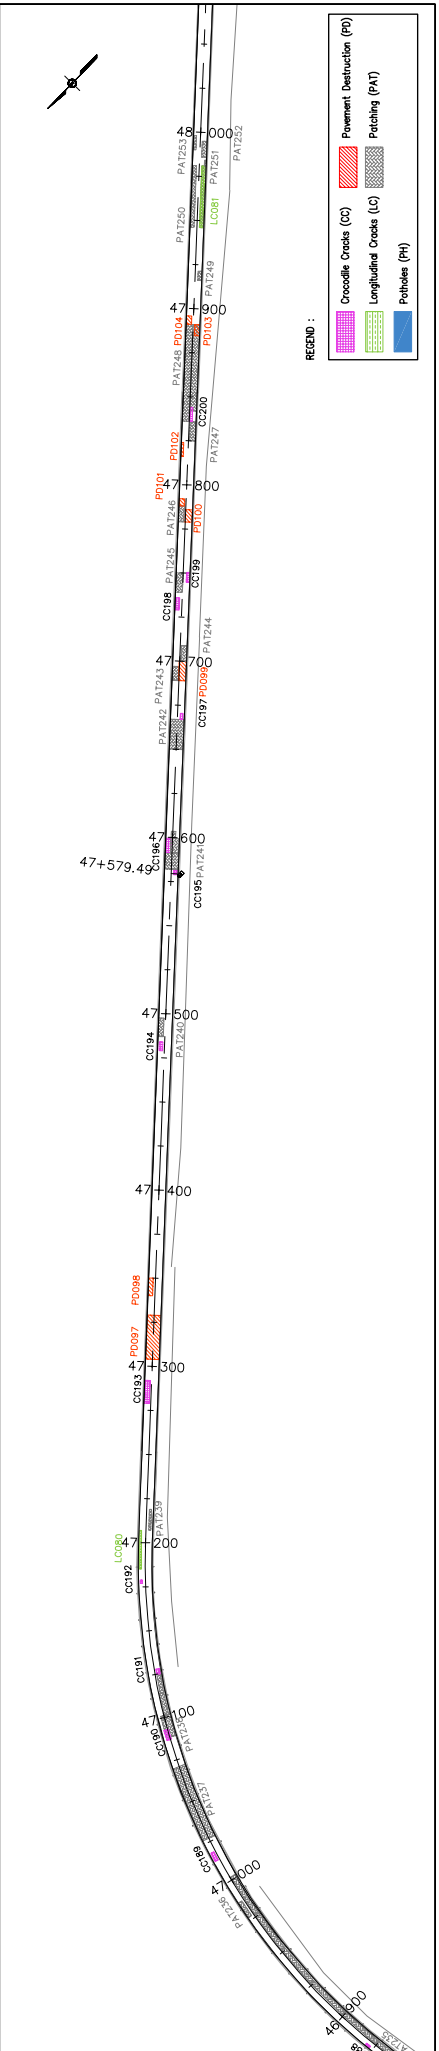 REGEND :
Crocodile Cracks (CC)
Pavement Destruction (PD)
Longitudinal Cracks (LC)
Patching (PAT)
Potholes (PH)
48+000
PAT252
PAT253
PAT251
PAT250
LC081
PAT249
47+900
PD104
PD103
PAT248
CC200
PAT247
PD102
PD101
47+800
PAT246
PD100
PAT245
CC199
CC198
PAT244
47+700
PAT243
PD099
PAT242
CC197
47+600
CC196
PAT241
47+579.49
CC195
47+500
CC194
PAT240
47+400
PD098
PD097
47+300
CC193
PAT239
LC080
47+200
CC192
CC191
47+100
CC190
PAT238
PAT237
CC189
47+000
PAT236
46+900
PAT235